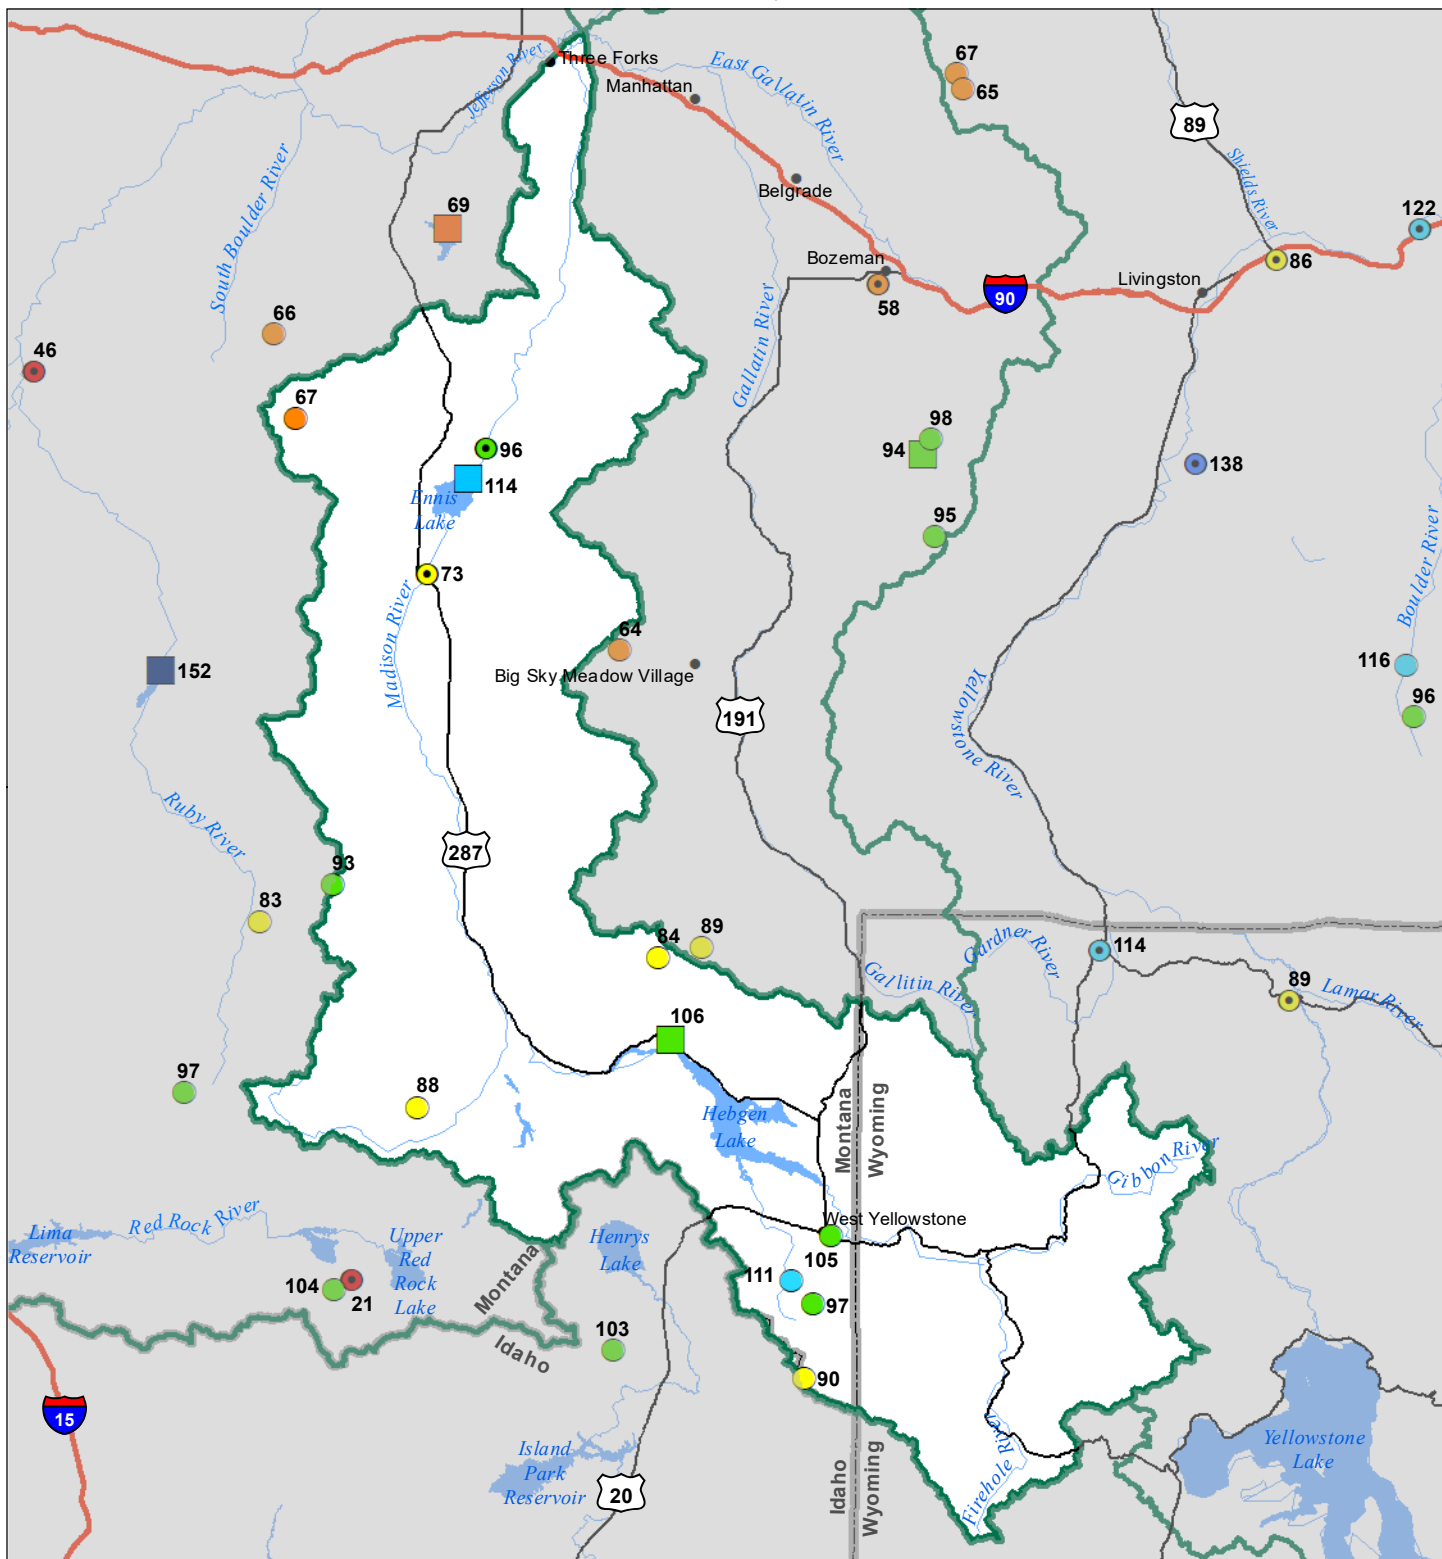 Three Forks
Jefferson River
Manhattan
East Gallatin River
67
65
89
Shields River
Belgrade
South Boulder River
69
122
Bozeman
86
58
90
Livingston
Gallatin River
66
46
67
98
94
96
138
114
Ennis
Lake
95
Boulder River
73
Madison River
64
152
Big Sky Meadow Village
116
96
191
Yellowstone River
Ruby River
287
93
83
84
89
114
Gardner River
Gallitin River
89
Lamar River
106
97
88
Hebgen
Lake
Montana
Wyoming
Gibbon River
Lima
Reservoir
Red Rock River
Upper
Red
Rock
Lake
Henrys
Lake
West Yellowstone
105
111
97
104
21
Montana
Idaho
103
90
15
Island
Park
Reservoir
20
Idaho
Wyoming
Firehole River
Yellowstone
Lake